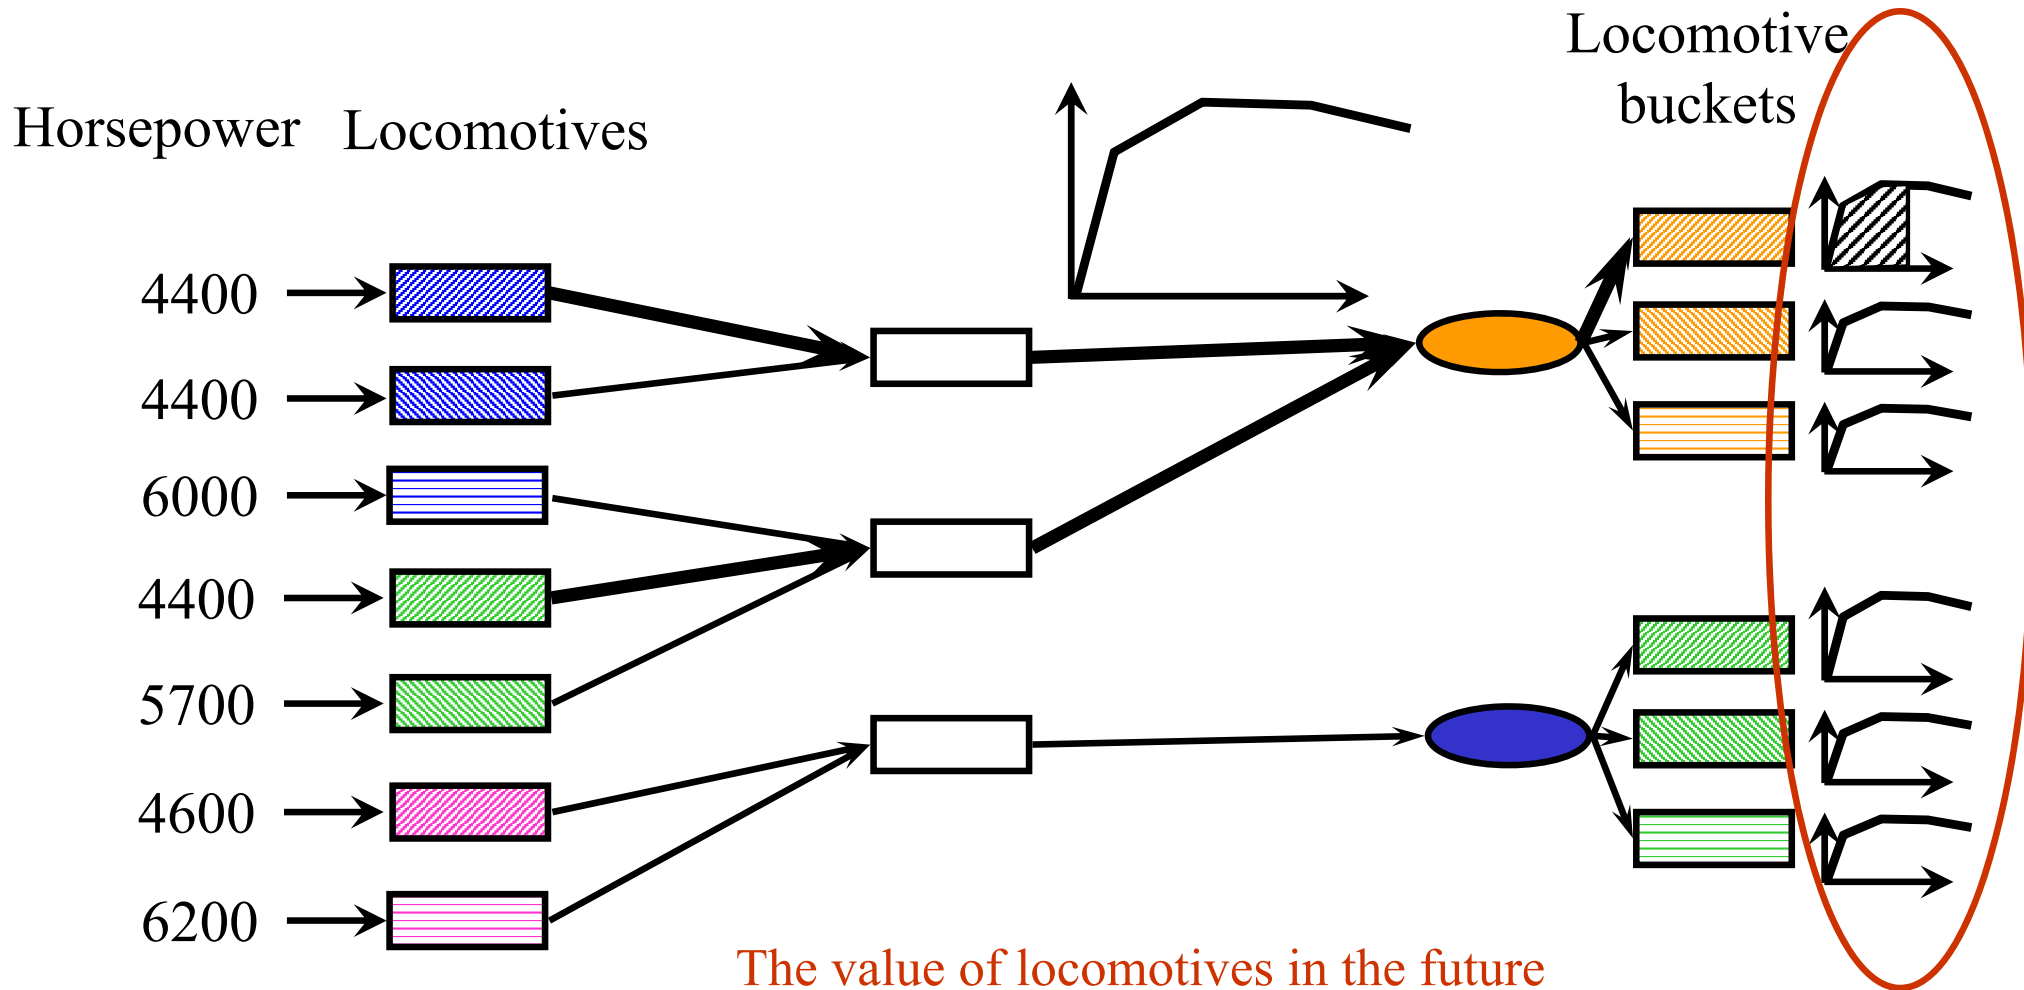 Locomotive
buckets
Horsepower Locomotives
4400
4400
6000
4400
5700
4600
6200
The value of locomotives in the future